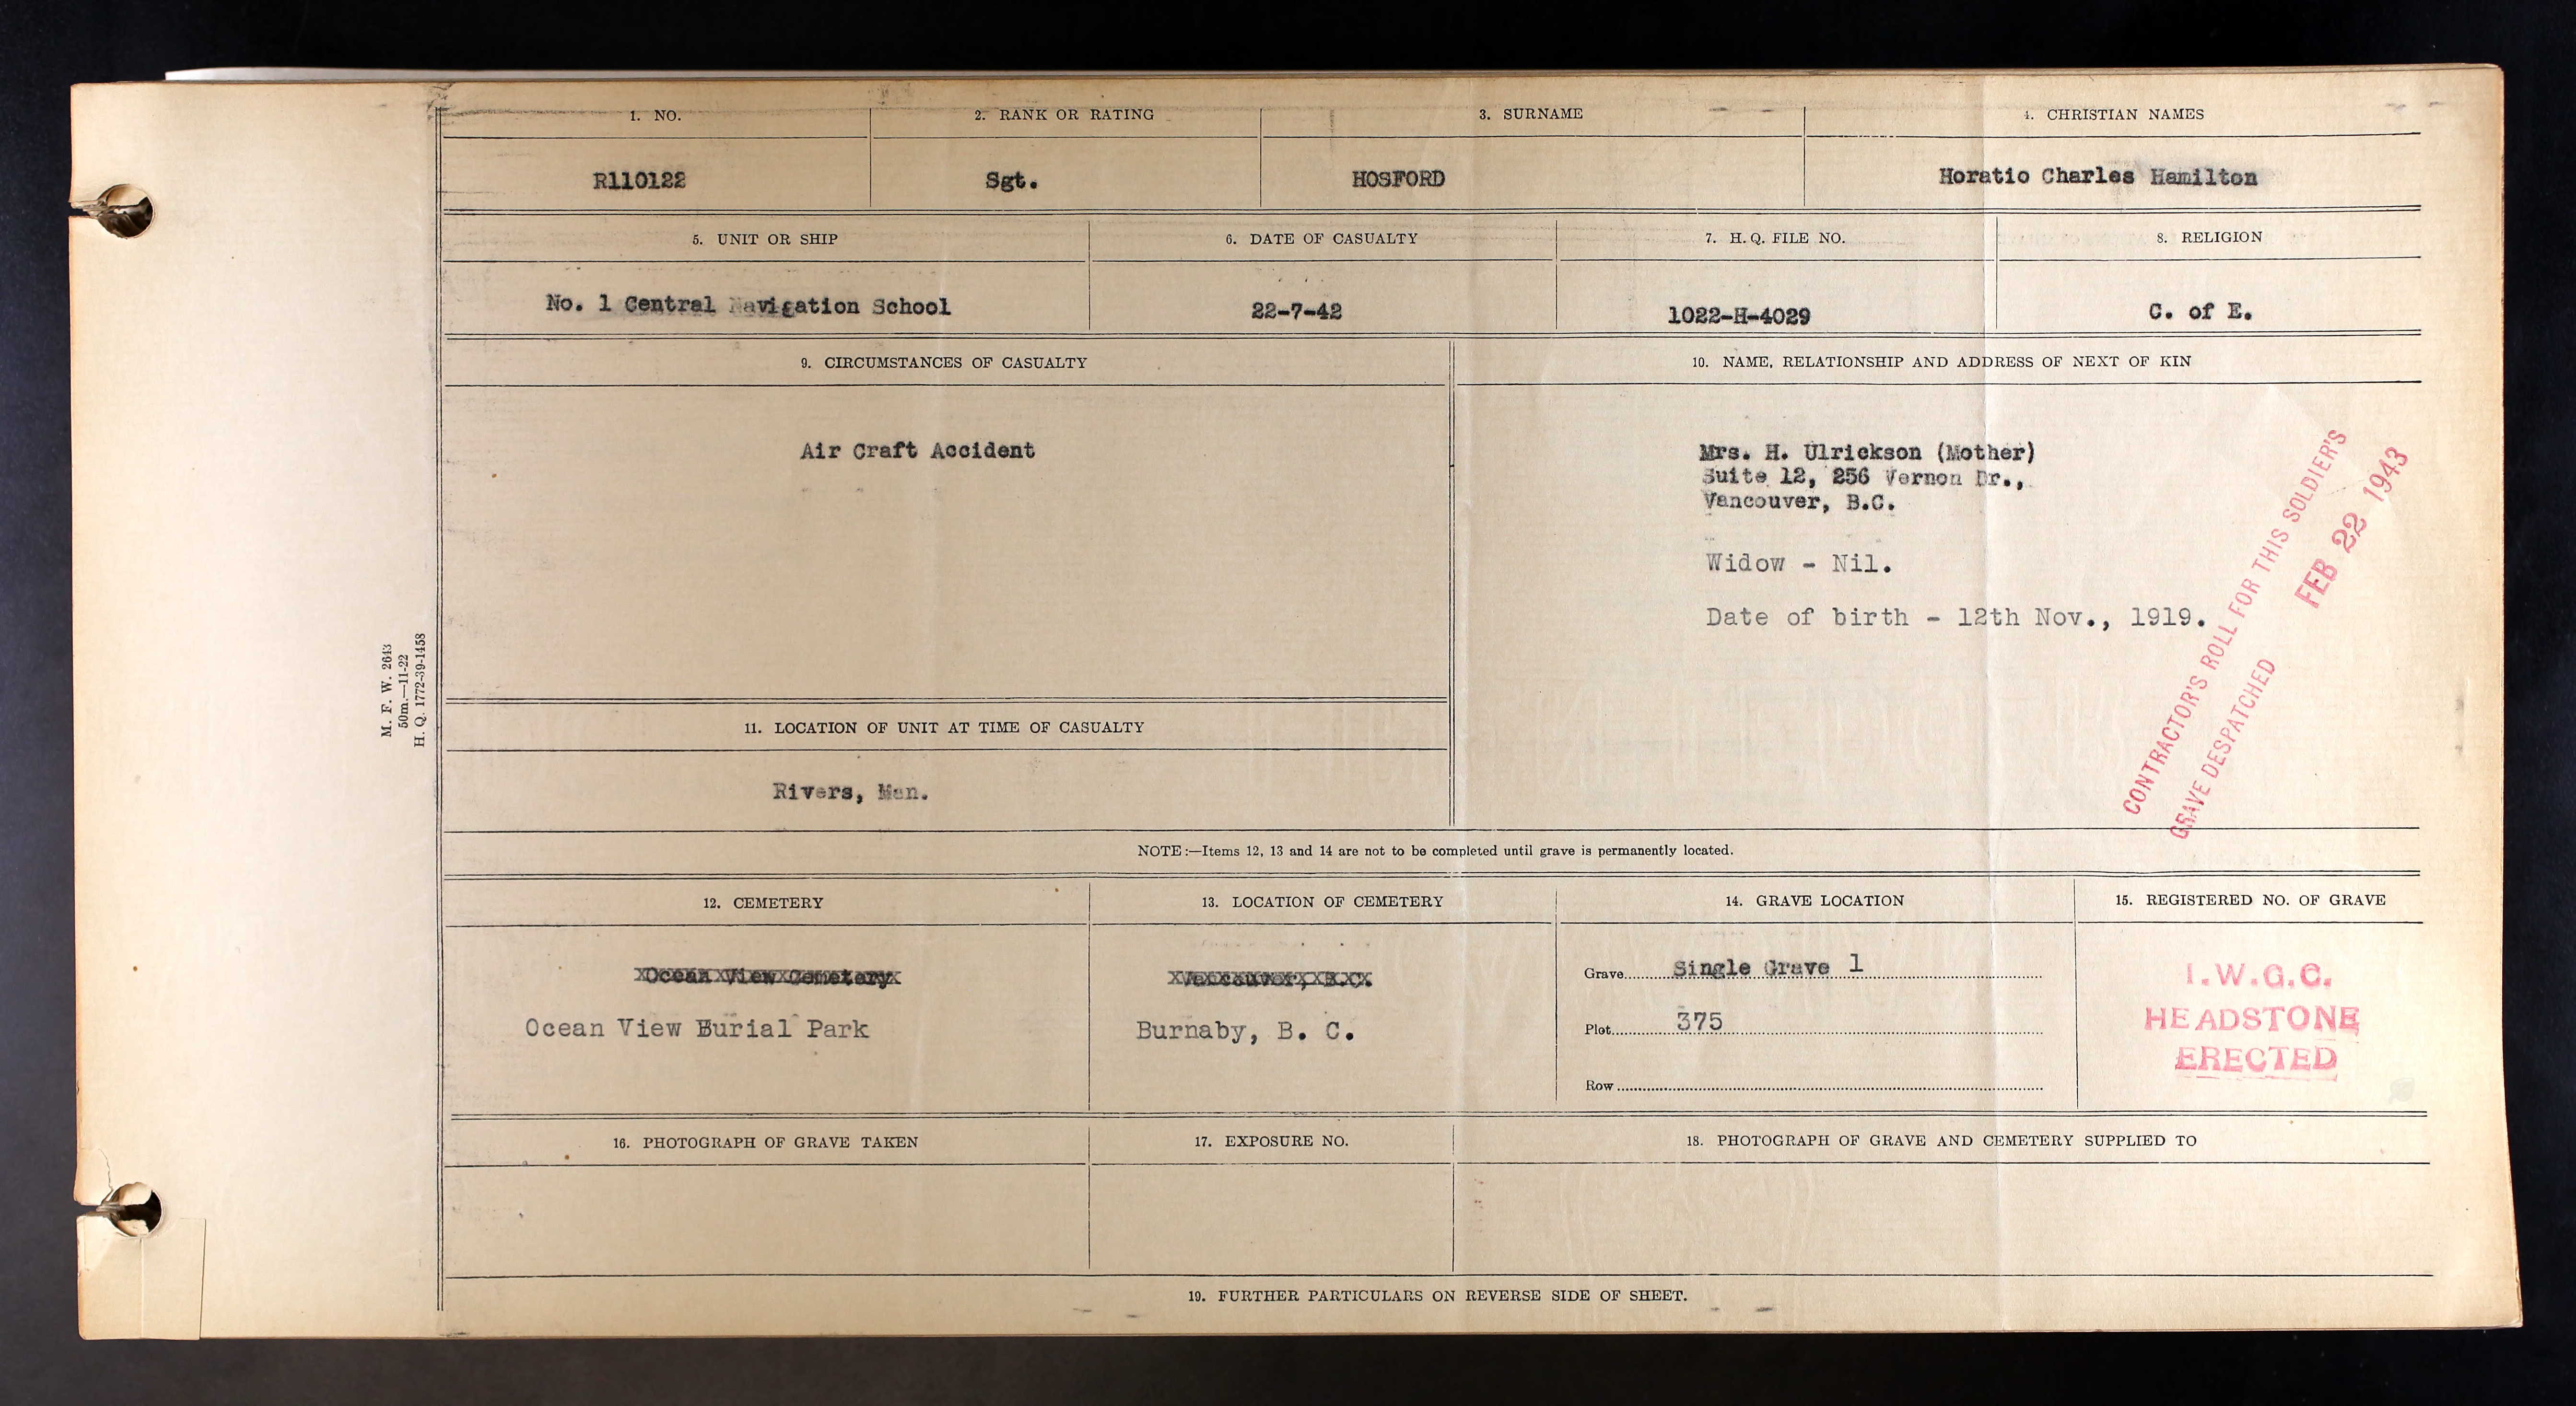 1. NO.
2. RANK OR RATING
3. SURNAME
4. CHRISTIAN NAMES
R110122
Sgt.
HOSFORD
Horatio Charles Hamilton
5. UNIT OR SHIP
6. DATE OF CASUALTY
7. H. Q. FILE NO.
8. RELIGION
No. 1 Central Navigation School
22-7-42
1022-H-4029
C. of E.
9. CIRCUMSTANCES OF CASUALTY
10. NAME, RELATIONSHIP AND ADDRESS OF NEXT OF KIN
Air Craft Accident
Mrs. H. Ulrickson (Mother)
Suite 12, 256 Vernon Dr.,
Vancouver, B.C.
Widow - Nil.
Date of birth - 12th Nov., 1919.
CONTRACTOR'S ROLL FOR THIS SOLDIER'S
GRAVE DESPATCHED FEB 22 1943
M. F. W. 2643
50m.—11-22
H. Q. 1772-39-1458
11. LOCATION OF UNIT AT TIME OF CASUALTY
Rivers, Man.
NOTE:—Items 12, 13 and 14 are not to be completed until grave is permanently located.
12. CEMETERY
13. LOCATION OF CEMETERY
14. GRAVE LOCATION
15. REGISTERED NO. OF GRAVE
Ocean View Cemetery
Vancouver, B.C.
Ocean View Burial Park
Burnaby, B. C.
Grave Single Grave 1
Plot 375
Row
I.W.G.C.
HEADSTONE
ERECTED
16. PHOTOGRAPH OF GRAVE TAKEN
17. EXPOSURE NO.
18. PHOTOGRAPH OF GRAVE AND CEMETERY SUPPLIED TO
19. FURTHER PARTICULARS ON REVERSE SIDE OF SHEET.